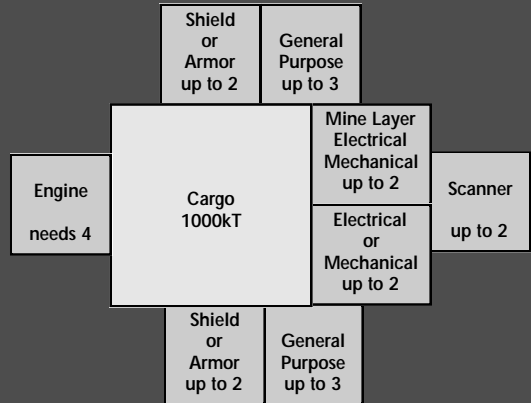 Shield
or
Armor
up to 2
General
Purpose
up to 3
Mine Layer
Electrical
Mechanical
up to 2
Engine
needs 4
Cargo
1000kT
Scanner
up to 2
Electrical
or
Mechanical
up to 2
Shield
or
Armor
up to 2
General
Purpose
up to 3